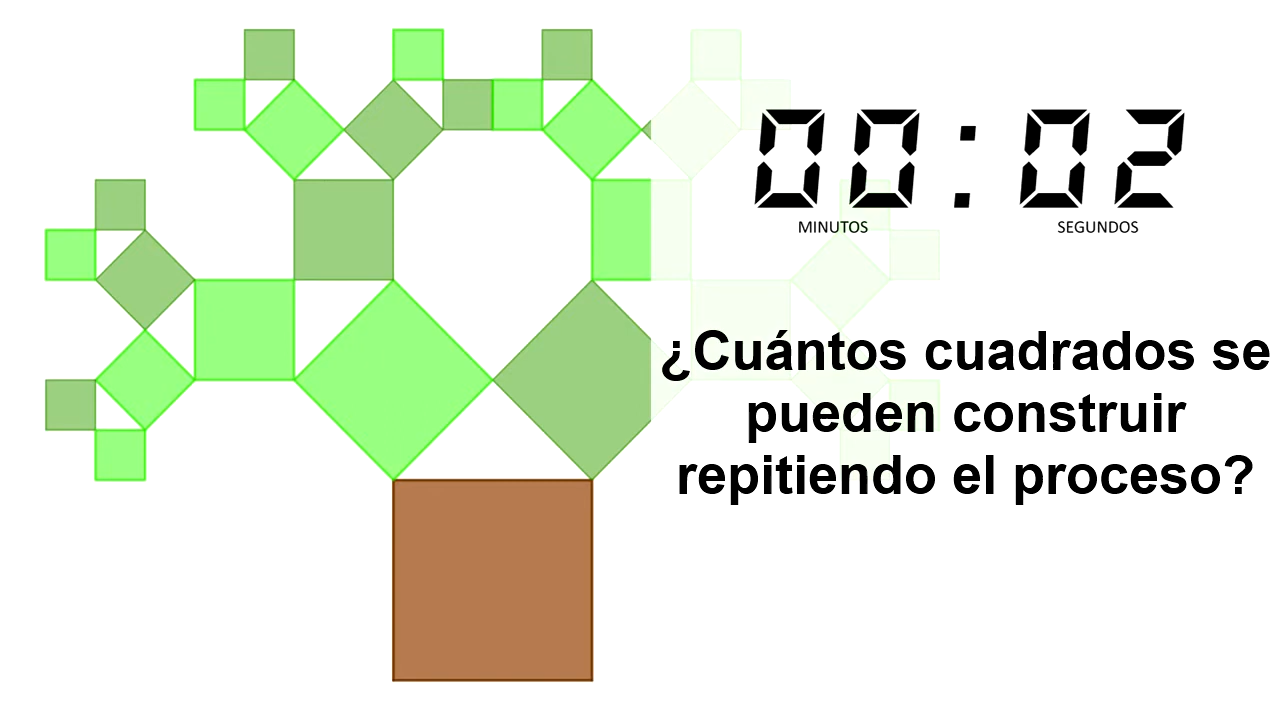 00:02
MINUTOS SEGUNDOS
¿Cuántos cuadrados se
pueden construir
repitiendo el proceso?